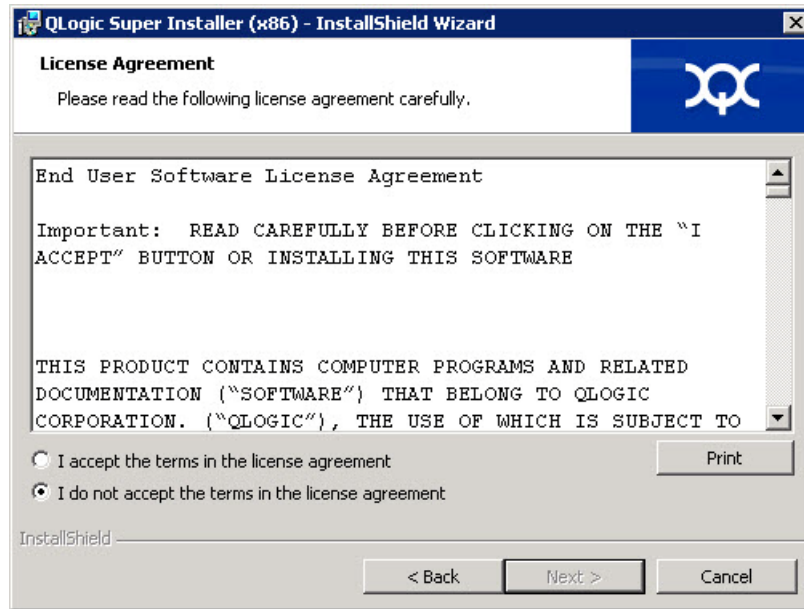 QLogic Super Installer (x86) - InstallShield Wizard
License Agreement
Please read the following license agreement carefully.
End User Software License Agreement
Important:  READ CAREFULLY BEFORE CLICKING ON THE “I
ACCEPT” BUTTON OR INSTALLING THIS SOFTWARE
THIS PRODUCT CONTAINS COMPUTER PROGRAMS AND RELATED
DOCUMENTATION (“SOFTWARE”) THAT BELONG TO QLOGIC
CORPORATION. (“QLOGIC”), THE USE OF WHICH IS SUBJECT TO
I accept the terms in the license agreement
Print
I do not accept the terms in the license agreement
InstallShield
< Back
Next >
Cancel